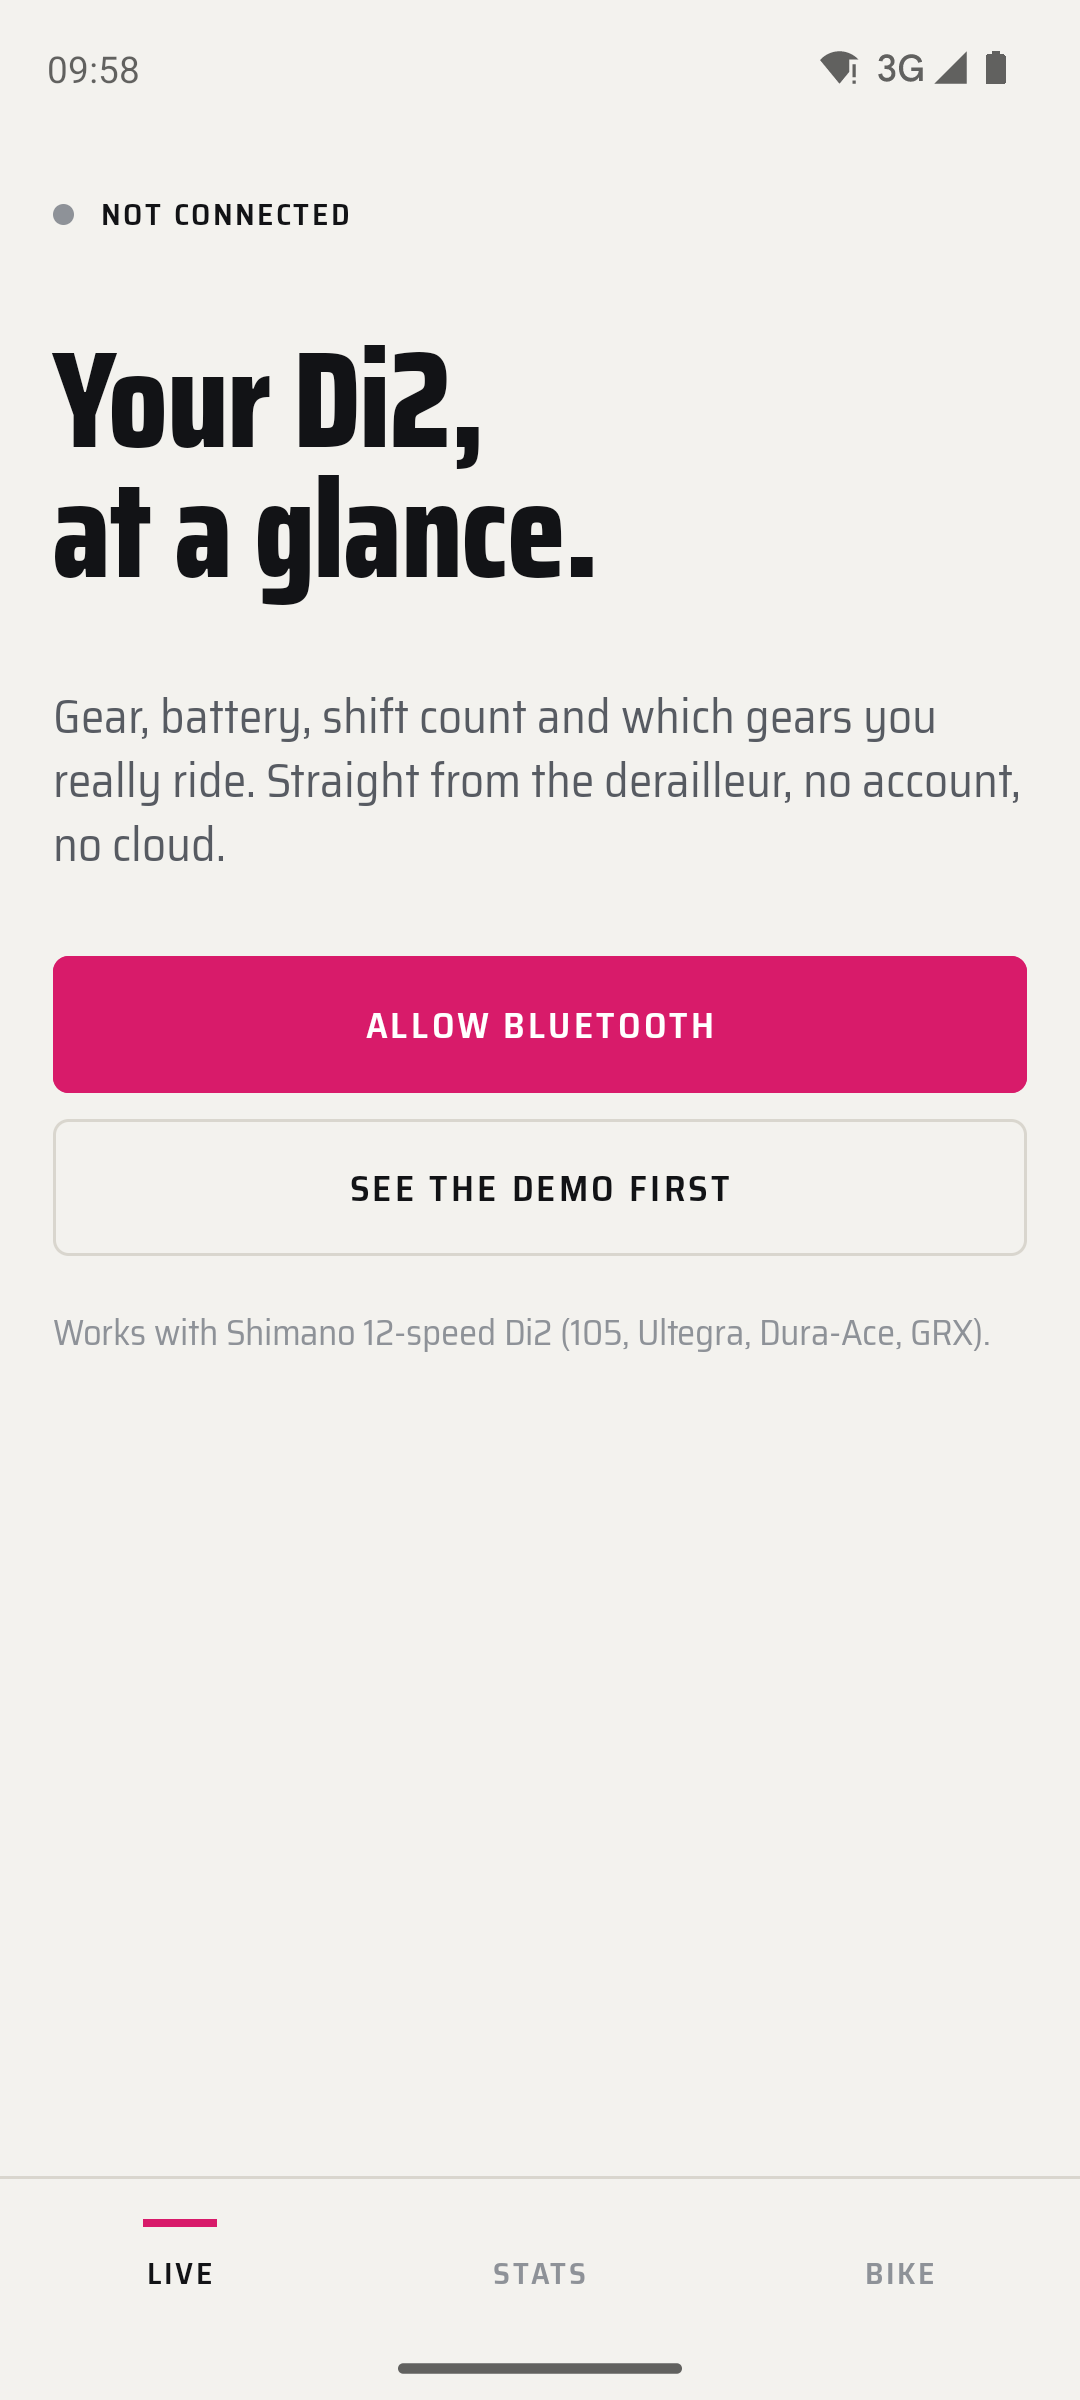 09:58
3G
NOT CONNECTED
Your Di2,
at a glance.
Gear, battery, shift count and which gears you
really ride. Straight from the derailleur, no account,
no cloud.
ALLOW BLUETOOTH
SEE THE DEMO FIRST
Works with Shimano 12-speed Di2 (105, Ultegra, Dura-Ace, GRX).
LIVE
STATS
BIKE